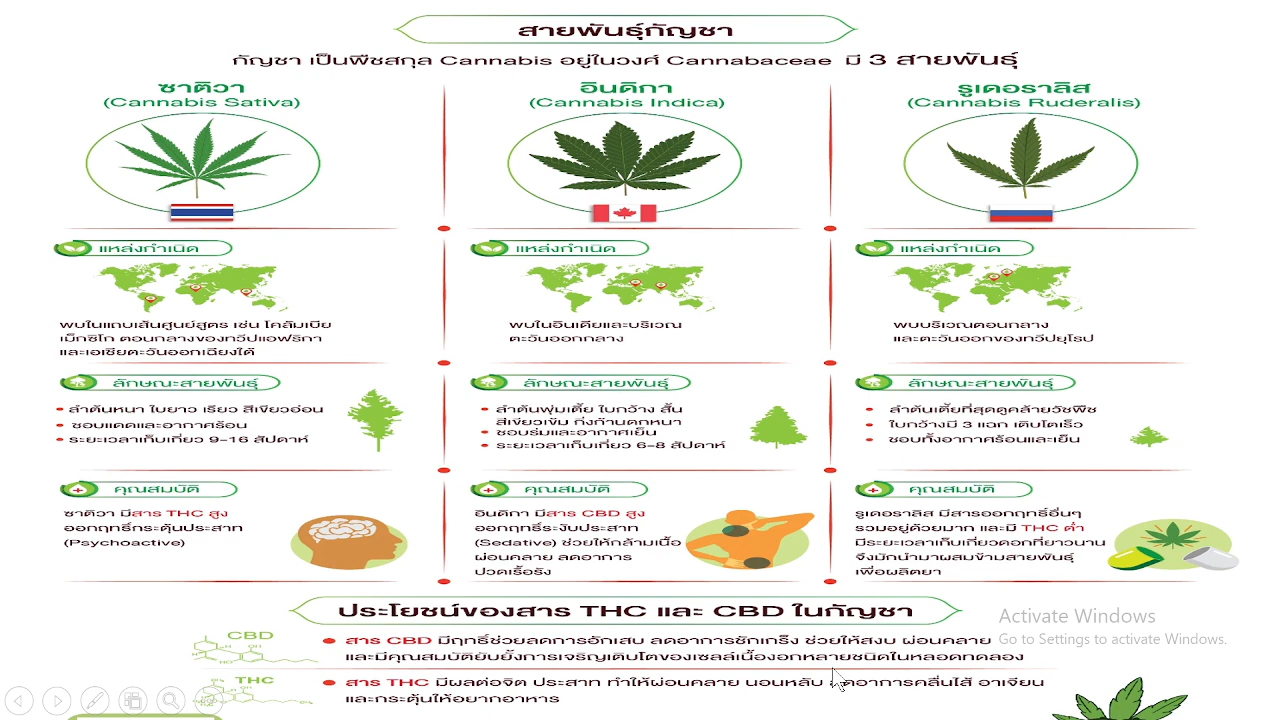 สายพันธุ์กัญชา
กัญชา เป็นพืชสกุล Cannabis อยู่ในวงศ์ Cannabaceae มี 3 สายพันธุ์
ซาติวา
(Cannabis Sativa)
แหล่งกำเนิด
พบในแถบเส้นศูนย์สูตร เช่น โคลัมเบีย
เม็กซิโก ตอนกลางของทวีปแอฟริกา
และเอเชียตะวันออกเฉียงใต้
ลักษณะสายพันธุ์
ลำต้นหนา ใบยาว เรียว สีเขียวอ่อน
ชอบแดดและอากาศร้อน
ระยะเวลาเก็บเกี่ยว 9-16 สัปดาห์
คุณสมบัติ
ซาติวา มีสาร THC สูง
ออกฤทธิ์กระตุ้นประสาท
(Psychoactive)
อินดิกา
(Cannabis Indica)
แหล่งกำเนิด
พบในอินเดียและบริเวณ
ตะวันออกกลาง
ลักษณะสายพันธุ์
ลำต้นพุ่มเตี้ย ใบกว้าง สั้น
สีเขียวเข้ม กิ่งก้านดกหนา
ชอบร่มและอากาศเย็น
ระยะเวลาเก็บเกี่ยว 6-8 สัปดาห์
คุณสมบัติ
อินดิกา มีสาร CBD สูง
ออกฤทธิ์ระงับประสาท
(Sedative) ช่วยให้กล้ามเนื้อ
ผ่อนคลาย ลดอาการ
ปวดเรื้อรัง
รูเดอราลิส
(Cannabis Ruderalis)
แหล่งกำเนิด
พบบริเวณตอนกลาง
และตะวันออกของทวีปยุโรป
ลักษณะสายพันธุ์
ลำต้นเตี้ยที่สุดดูคล้ายวัชพืช
ใบกว้างมี 3 แฉก เติบโตเร็ว
ชอบทั้งอากาศร้อนและเย็น
คุณสมบัติ
รูเดอราลิส มีสารออกฤทธิ์อื่นๆ
รวมอยู่ด้วยมาก และมี THC ต่ำ
มีระยะเวลาเก็บเกี่ยวดอกที่ยาวนาน
จึงมักนำมาผสมข้ามสายพันธุ์
เพื่อผลิตยา
ประโยชน์ของสาร THC และ CBD ในกัญชา
CBD
สาร CBD มีฤทธิ์ช่วยลดการอักเสบ ลดอาการชักเกร็ง ช่วยให้สงบ ผ่อนคลาย
และมีคุณสมบัติยับยั้งการเจริญเติบโตของเซลล์เนื้องอกหลายชนิดในหลอดทดลอง
THC
สาร THC มีผลต่อจิต ประสาท ทำให้ผ่อนคลาย นอนหลับ ลดอาการคลื่นไส้ อาเจียน
และกระตุ้นให้อยากอาหาร
Activate Windows
Go to Settings to activate Windows.